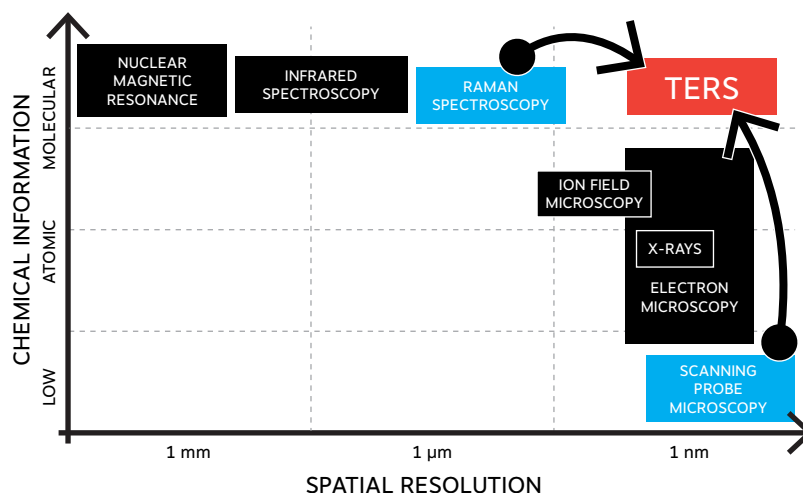 CHEMICAL INFORMATION
MOLECULAR
ATOMIC
LOW
NUCLEAR
MAGNETIC
RESONANCE
INFRARED
SPECTROSCOPY
RAMAN
SPECTROSCOPY
TERS
ION FIELD
MICROSCOPY
X-RAYS
ELECTRON
MICROSCOPY
SCANNING
PROBE
MICROSCOPY
1 mm
1 μm
1 nm
SPATIAL RESOLUTION